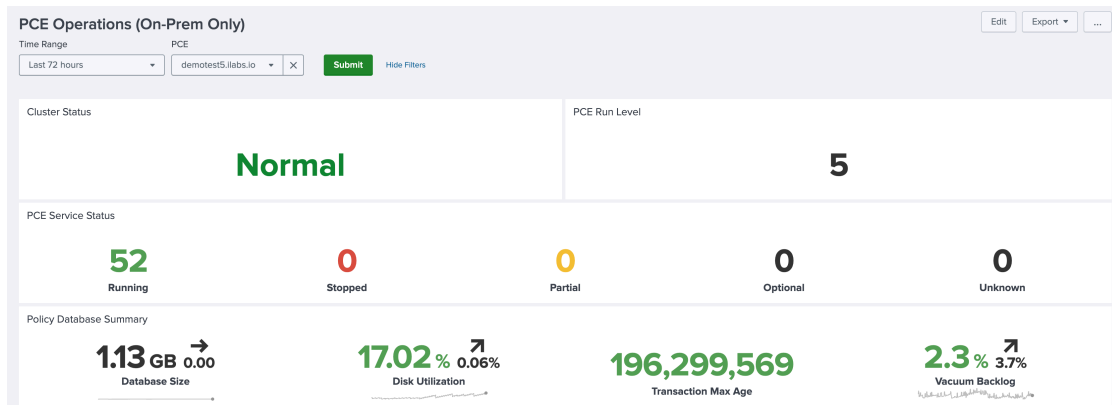 PCE Operations (On-Prem Only)
Edit
Export
...
Time Range
PCE
Last 72 hours
demotest5.ilabs.io
Submit
Hide Filters
Cluster Status
PCE Run Level
Normal
5
PCE Service Status
52
0
0
0
0
Running
Stopped
Partial
Optional
Unknown
Policy Database Summary
1.13 GB 0.00
17.02 % 0.06%
196,299,569
2.3 % 3.7%
Database Size
Disk Utilization
Transaction Max Age
Vacuum Backlog